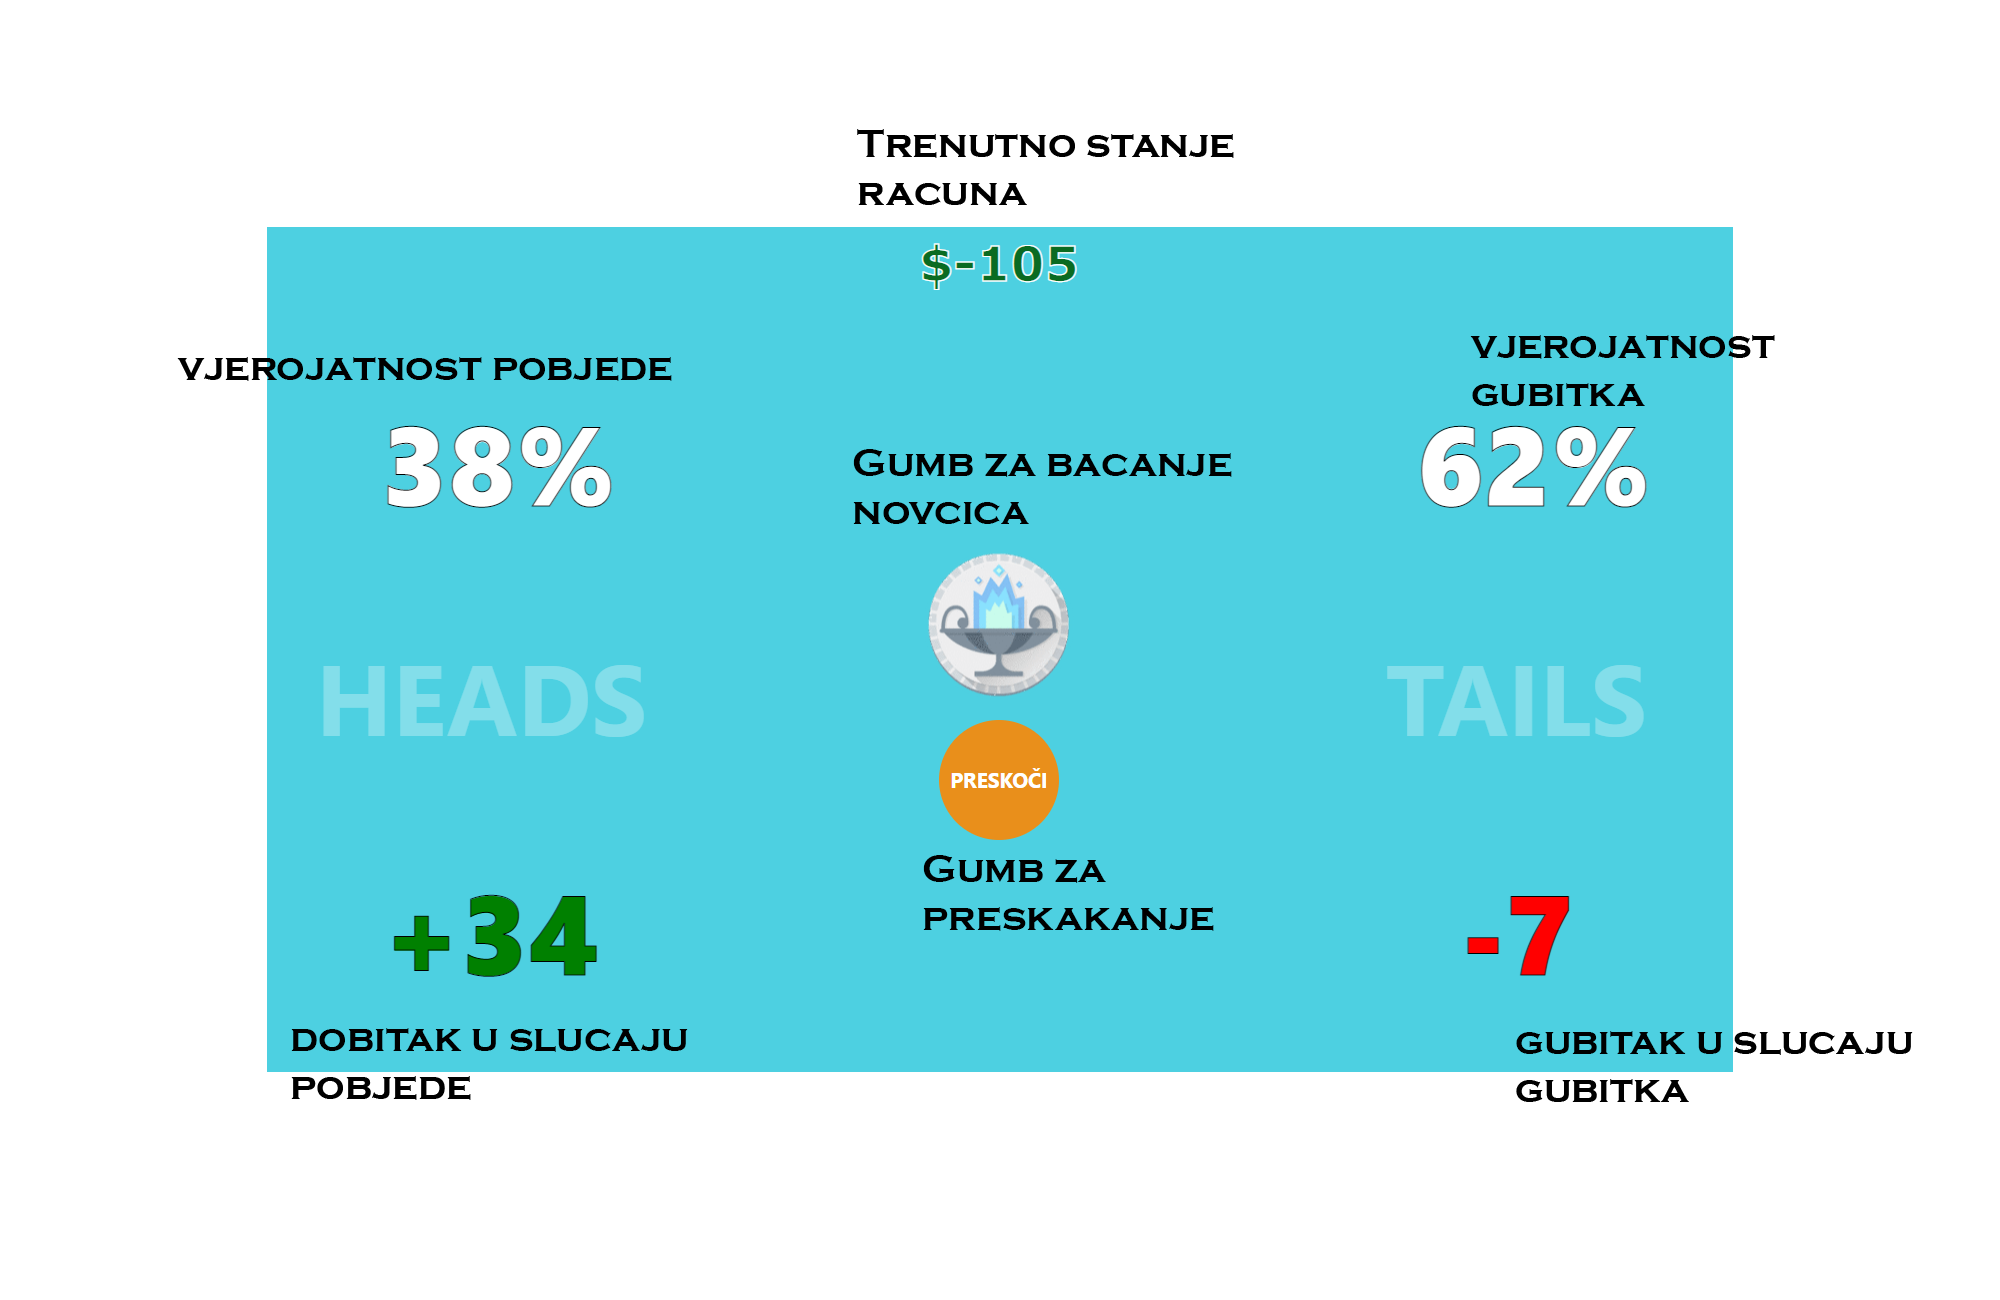 Trenutno stanje
racuna
$-105
vjerojatnost pobjede
38%
vjerojatnost
gubitka
62%
Gumb za bacanje
novcica
HEADS
TAILS
PRESKOČI
Gumb za
preskakanje
+34
-7
dobitak u slucaju
pobjede
gubitak u slucaju
gubitka